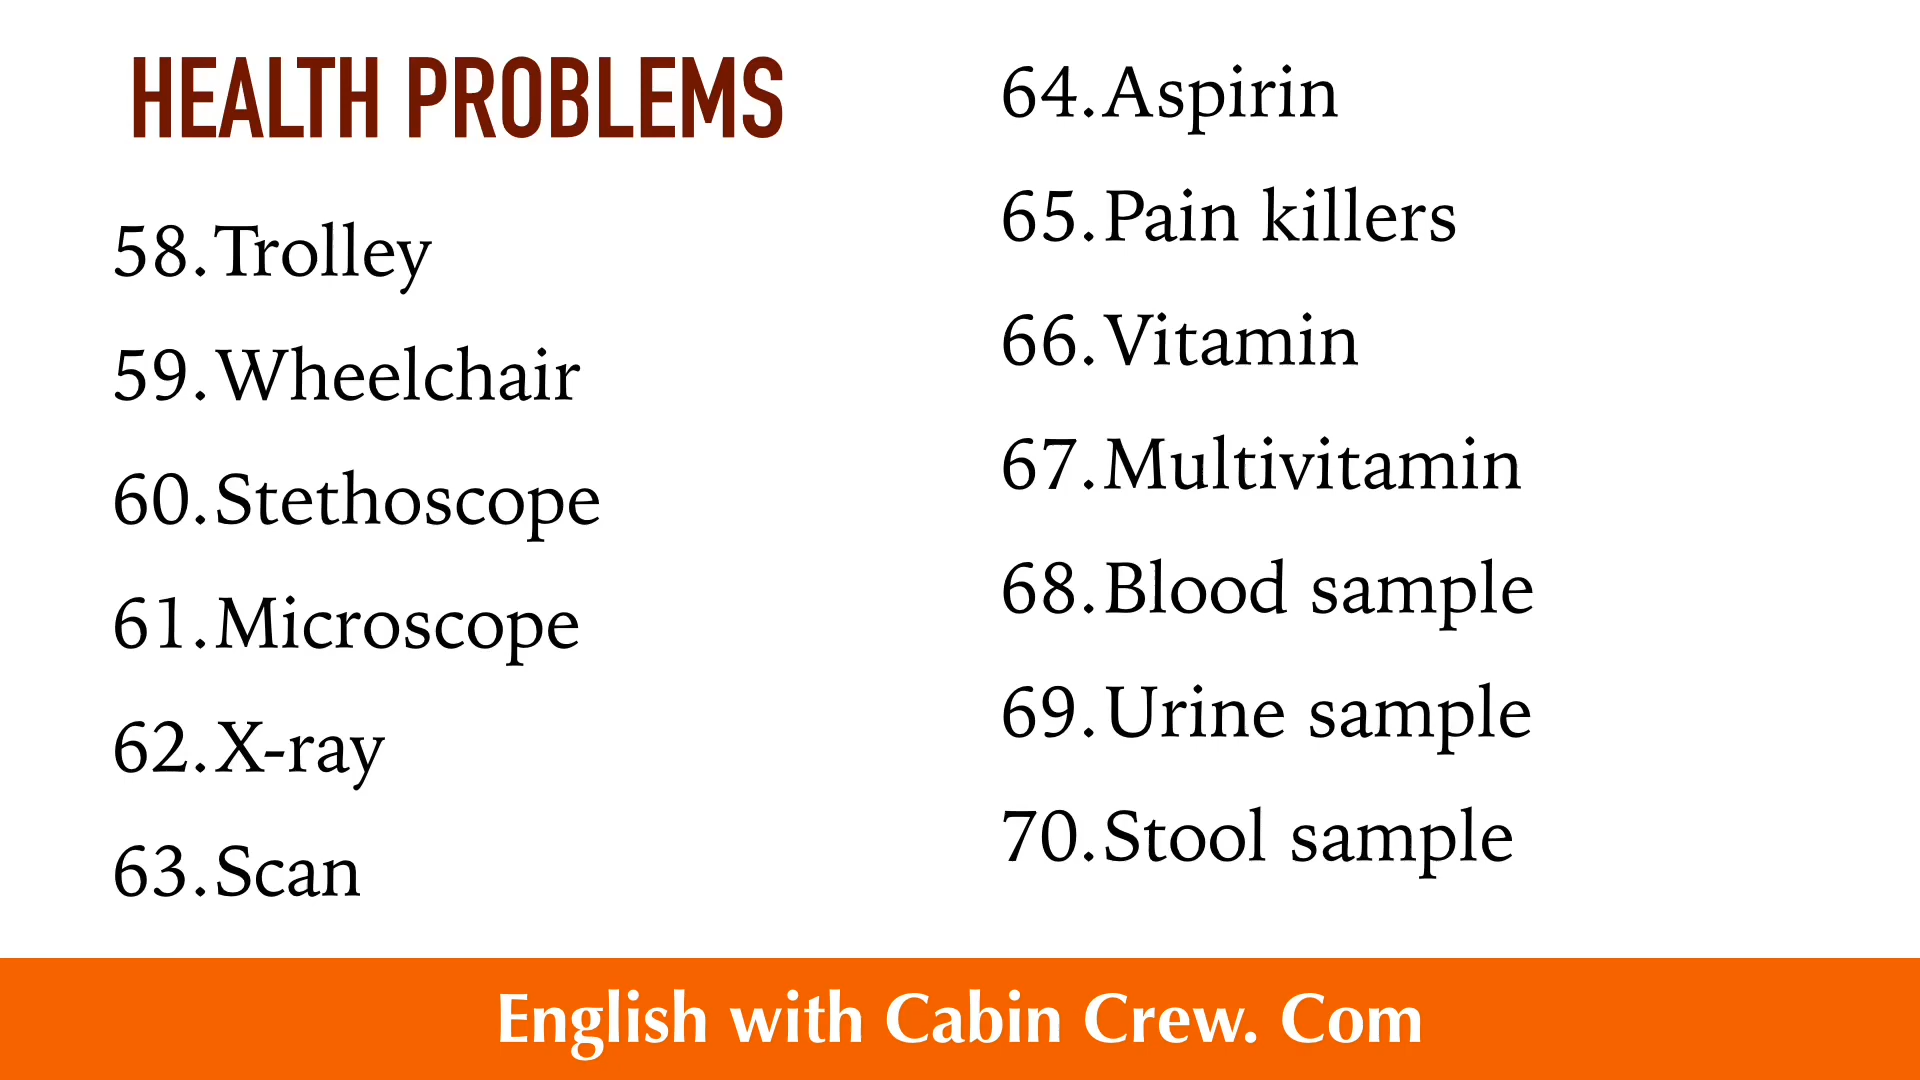 HEALTH PROBLEMS
58. Trolley
59. Wheelchair
60. Stethoscope
61. Microscope
62. X-ray
63. Scan
64. Aspirin
65. Pain killers
66. Vitamin
67. Multivitamin
68. Blood sample
69. Urine sample
70. Stool sample
English with Cabin Crew. Com